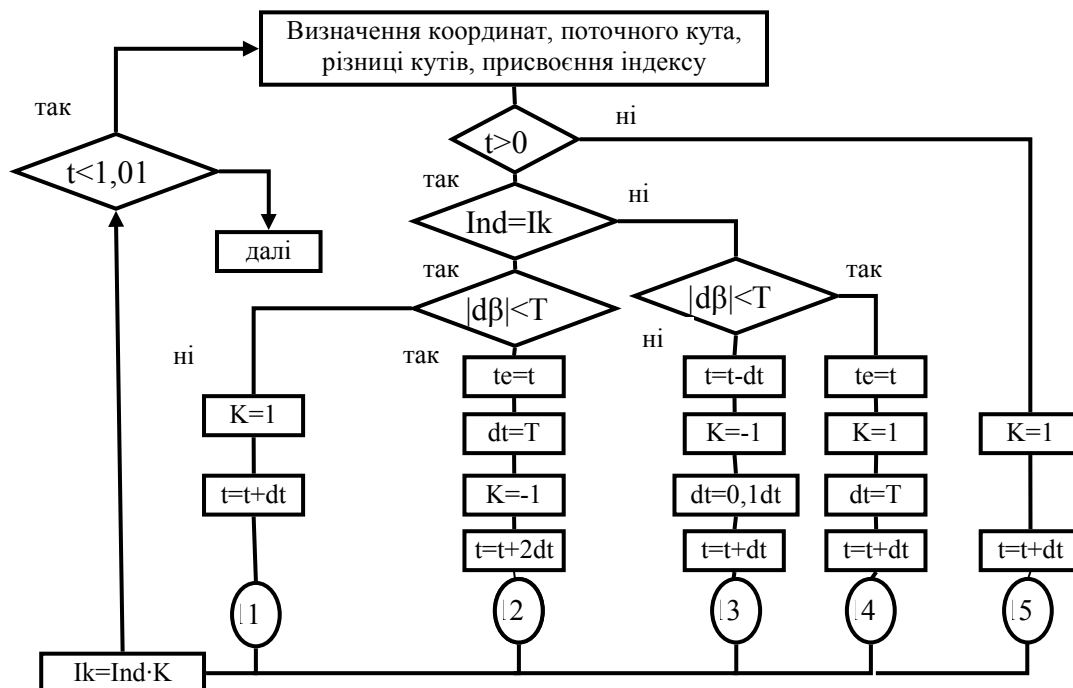 Визначення координат, поточного кута,
різниці кутів, присвоєння індексу
так
ні
t<1,01
t>0
так
ні
Ind=Ik
далі
так
так
|dβ|<T
|dβ|<T
ні
так
ні
te=t
t=t-dt
te=t
K=1
dt=T
K=-1
K=1
K=1
t=t+dt
K=-1
dt=0,1dt
dt=T
t=t+2dt
t=t+dt
t=t+dt
t=t+dt
1
2
3
4
5
Ik=Ind·K